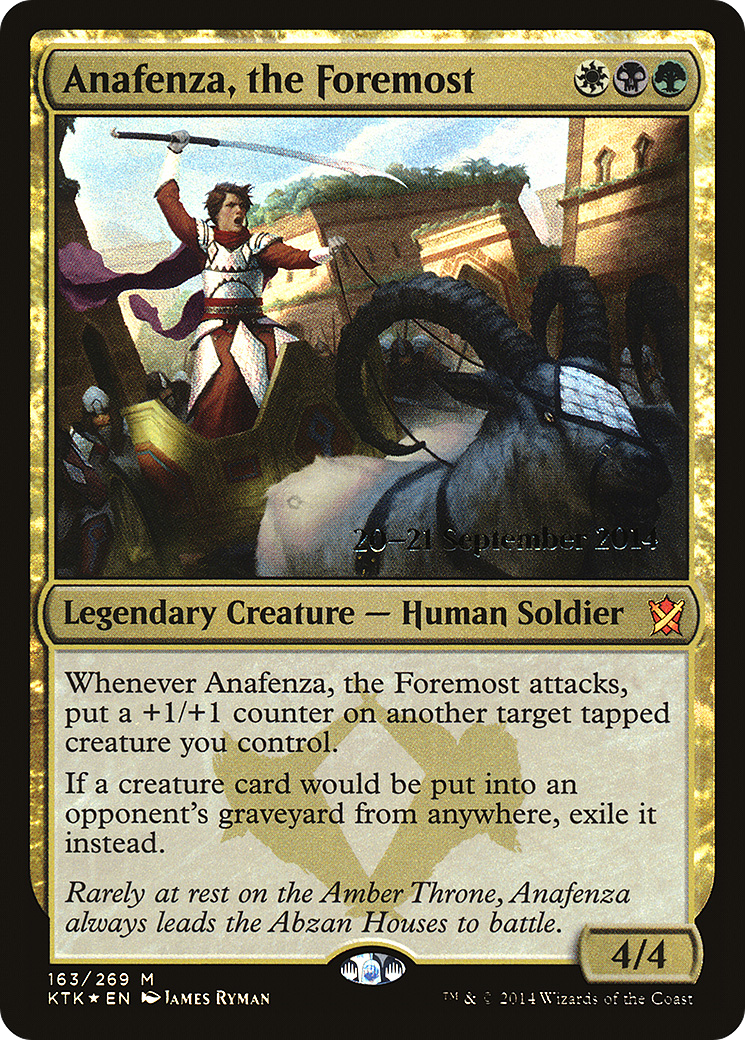 Anafenza, the Foremost
20–21 September 2014
Legendary Creature — Human Soldier
Whenever Anafenza, the Foremost attacks,
put a +1/+1 counter on another target tapped
creature you control.
If a creature card would be put into an
opponent's graveyard from anywhere, exile it
instead.
Rarely at rest on the Amber Throne, Anafenza
always leads the Abzan Houses to battle.
4/4
163/269 M
KTK★EN James Ryman
™ & © 2014 Wizards of the Coast